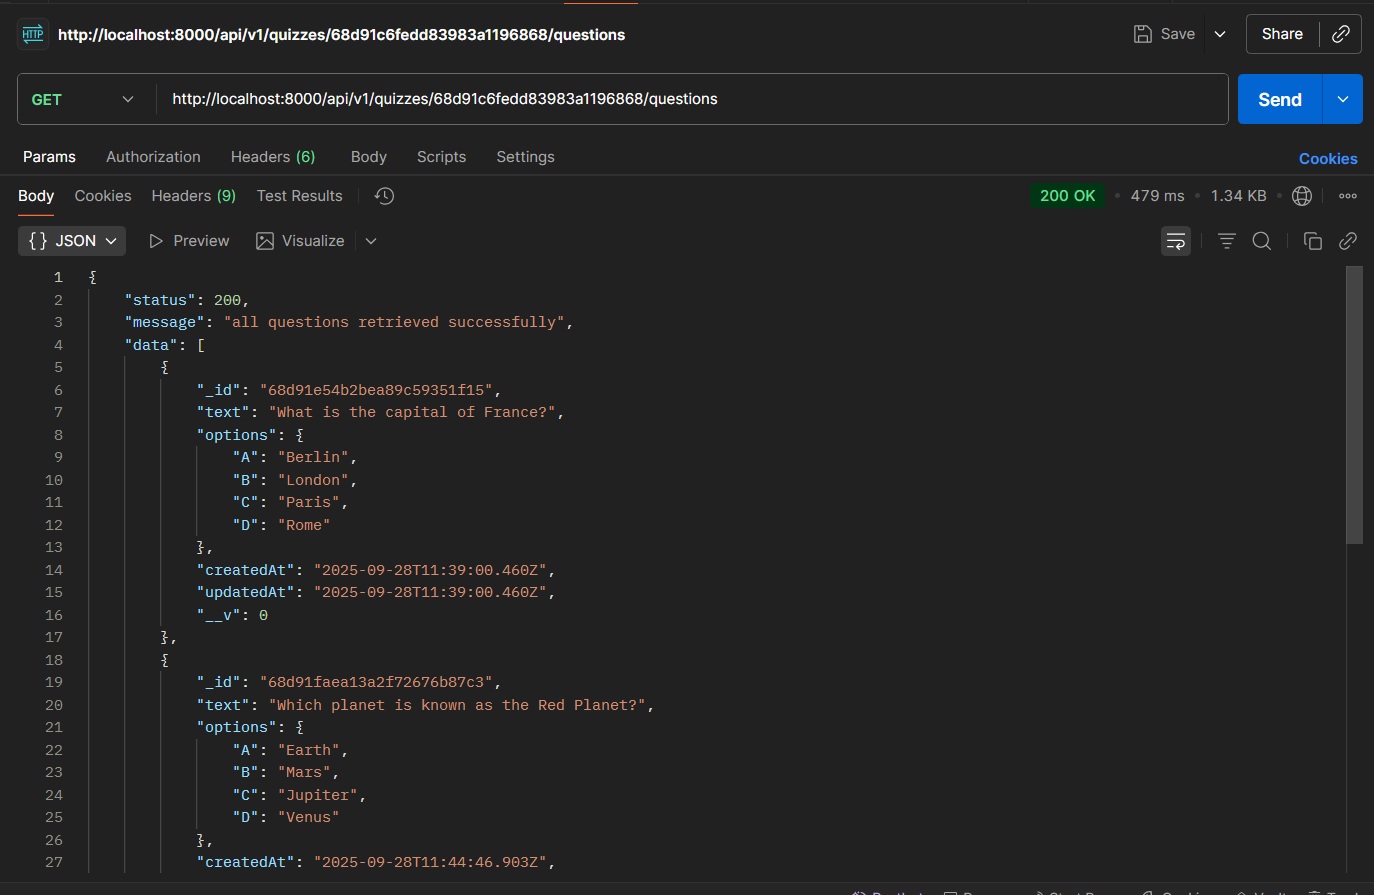 HTTP http://localhost:8000/api/v1/quizzes/68d91c6fedd83983a1196868/questions Save Share
GET http://localhost:8000/api/v1/quizzes/68d91c6fedd83983a1196868/questions Send
Params Authorization Headers (6) Body Scripts Settings Cookies
Body Cookies Headers (9) Test Results 200 OK • 479 ms • 1.34 KB •
{} JSON Preview Visualize
1 {
2 "status": 200,
3 "message": "all questions retrieved successfully",
4 "data": [
5 {
6 "_id": "68d91e54b2bea89c59351f15",
7 "text": "What is the capital of France?",
8 "options": {
9 "A": "Berlin",
10 "B": "London",
11 "C": "Paris",
12 "D": "Rome"
13 },
14 "createdAt": "2025-09-28T11:39:00.460Z",
15 "updatedAt": "2025-09-28T11:39:00.460Z",
16 "__v": 0
17 },
18 {
19 "_id": "68d91faea13a2f72676b87c3",
20 "text": "Which planet is known as the Red Planet?",
21 "options": {
22 "A": "Earth",
23 "B": "Mars",
24 "C": "Jupiter",
25 "D": "Venus"
26 },
27 "createdAt": "2025-09-28T11:44:46.903Z",